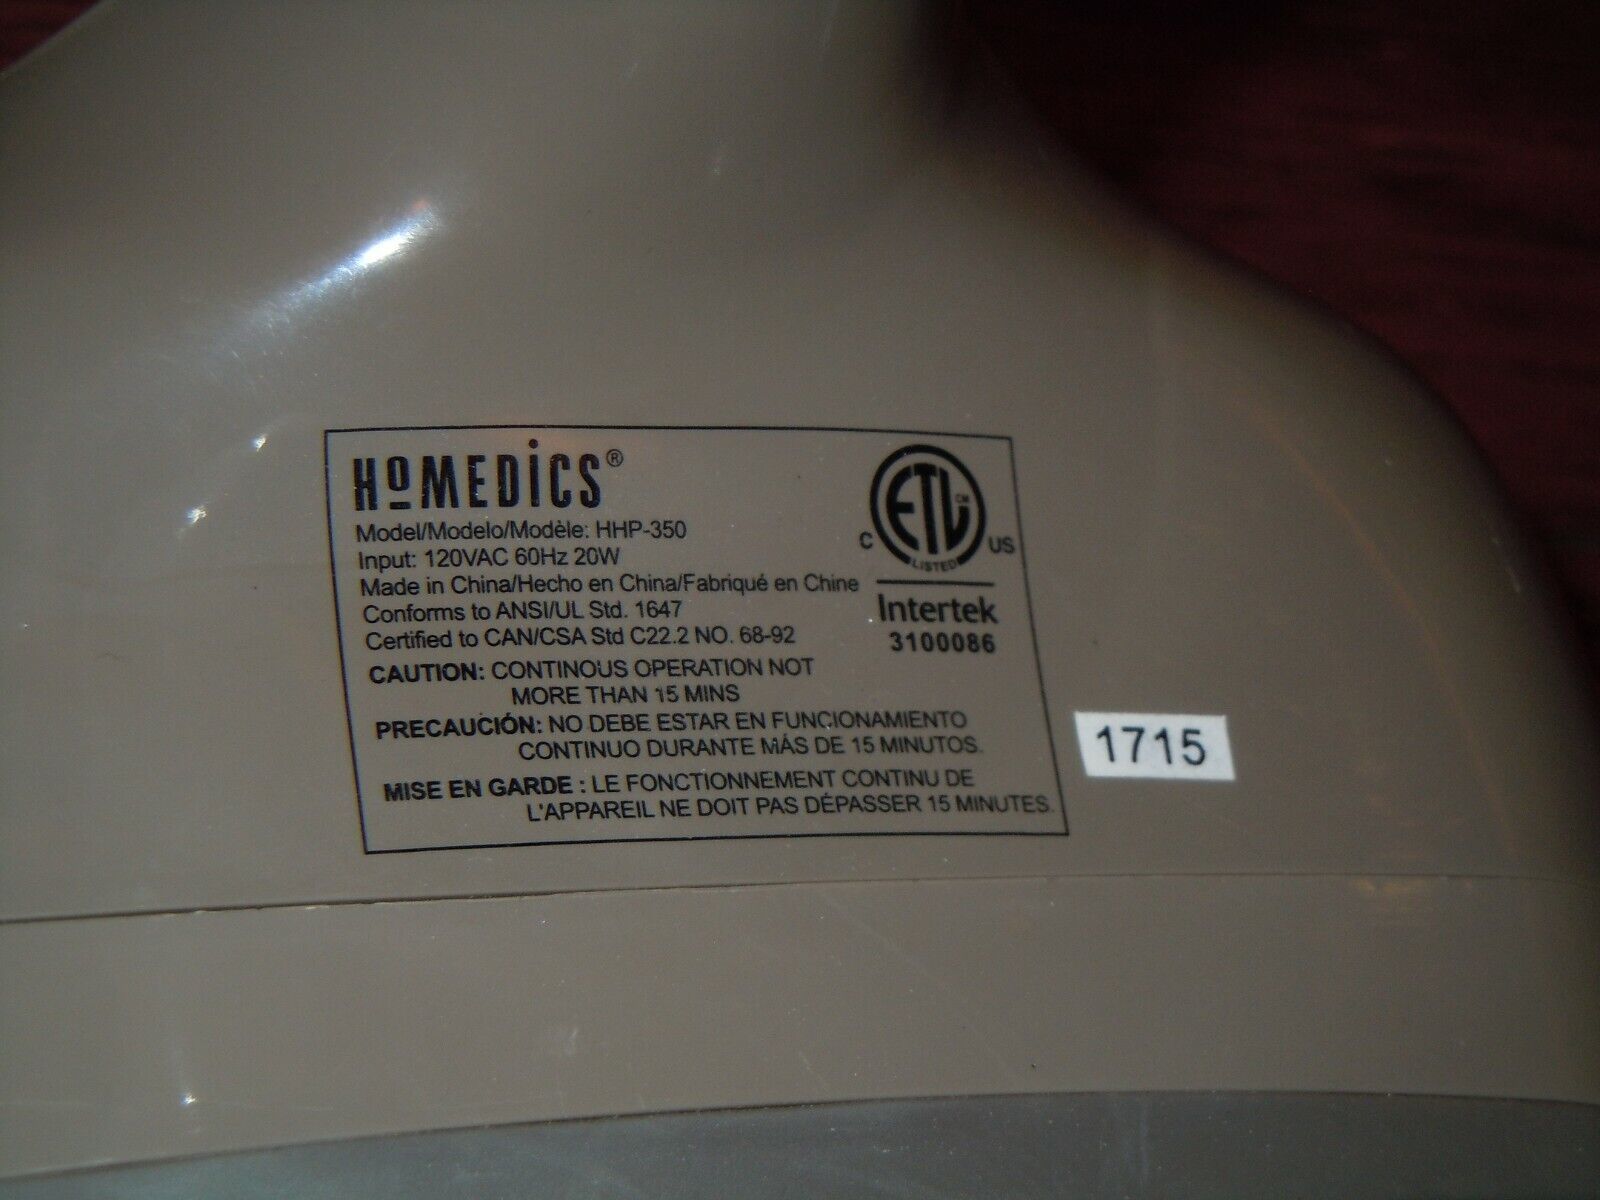 HoMEDiCS®
Model/Modelo/Modèle: HHP-350
Input: 120VAC 60Hz 20W
Made in China/Hecho en China/Fabriqué en Chine
Conforms to ANSI/UL Std. 1647
Certified to CAN/CSA Std C22.2 NO. 68-92
ETL CM
LISTED
C US
Intertek
3100086
CAUTION: CONTINOUS OPERATION NOT
MORE THAN 15 MINS
PRECAUCIÓN: NO DEBE ESTAR EN FUNCIONAMIENTO
CONTINUO DURANTE MÁS DE 15 MINUTOS.
MISE EN GARDE : LE FONCTIONNEMENT CONTINU DE
L'APPAREIL NE DOIT PAS DÉPASSER 15 MINUTES.
1715